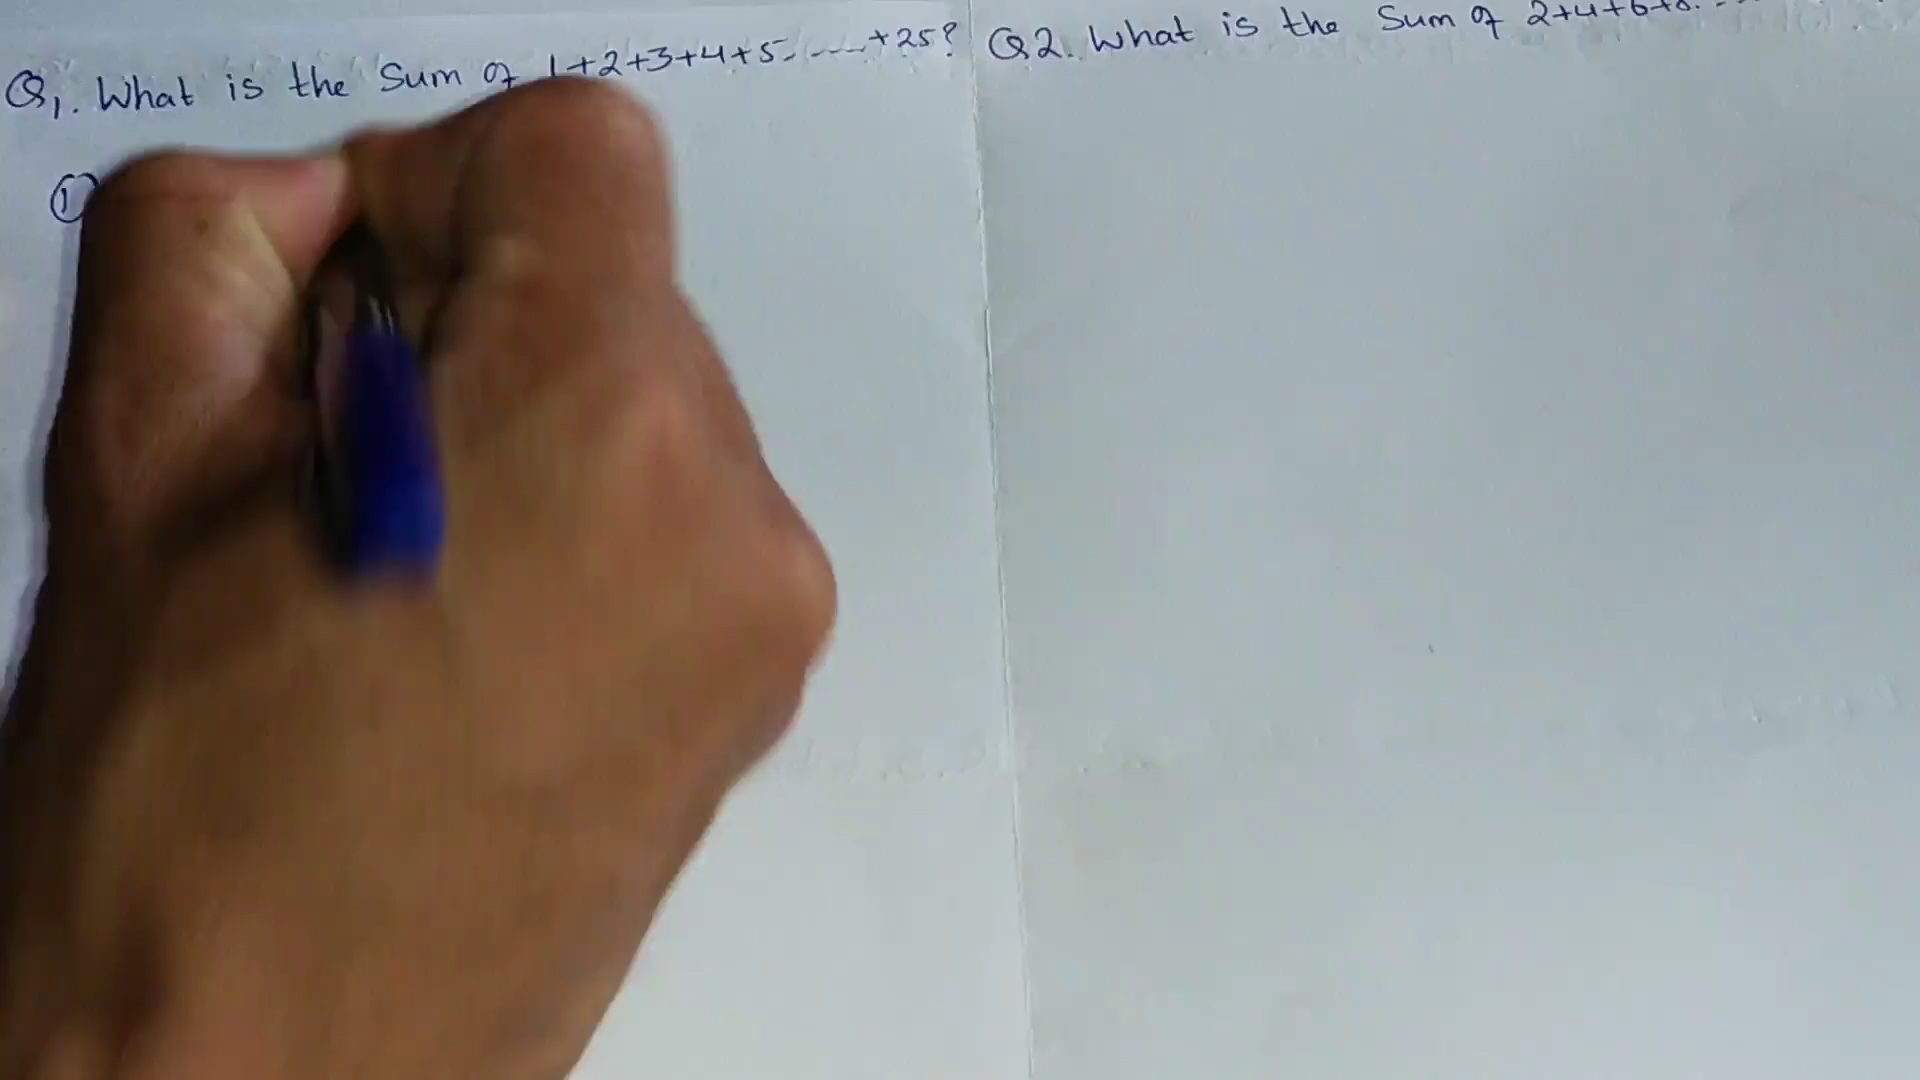 Q1. What is the Sum of 1+2+3+4+5-----+25?
Q2. What is the Sum of 2+4+6+8.--
①